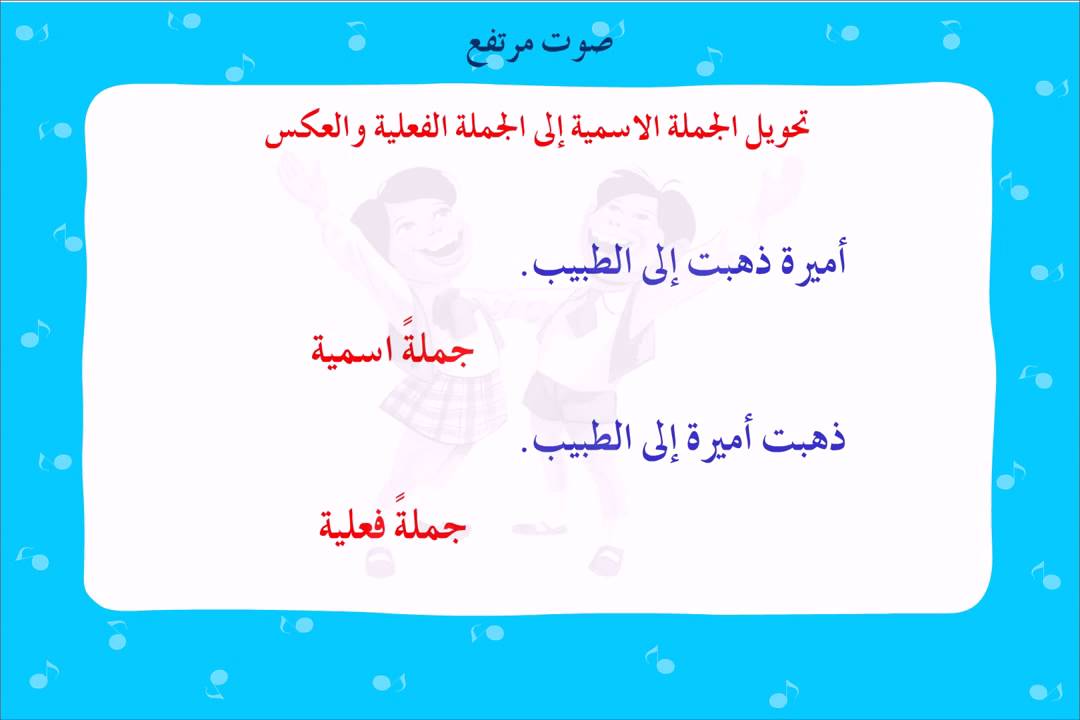 صوت مرتفع
تحويل الجملة الاسمية إلى الجملة الفعلية والعكس
أميرة ذهبت إلى الطبيب.
جملةً اسمية
ذهبت أميرة إلى الطبيب.
جملةً فعلية